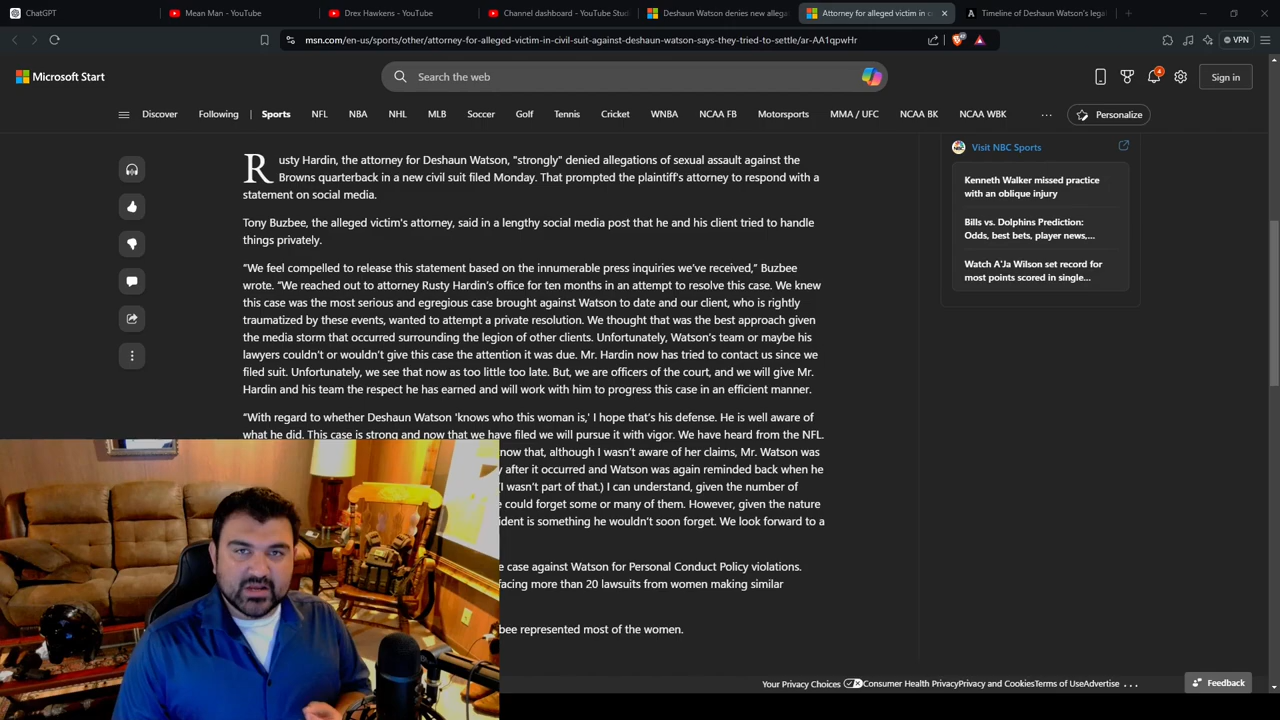 ChatGPT
Mean Man - YouTube
Drex Hawkens - YouTube
Channel dashboard - YouTube Stud
Deshaun Watson denies new alleg
Attorney for alleged victim in c
Timeline of Deshaun Watson's legal
msn.com/en-us/sports/other/attorney-for-alleged-victim-in-civil-suit-against-deshaun-watson-says-they-tried-to-settle/ar-AA1qpwHr
VPN
Microsoft Start
Search the web
4
Sign in
Discover Following Sports NFL NBA NHL MLB Soccer Golf Tennis Cricket WNBA NCAA FB Motorsports MMA / UFC NCAA BK NCAA WBK ... Personalize
Rusty Hardin, the attorney for Deshaun Watson, "strongly" denied allegations of sexual assault against the
Browns quarterback in a new civil suit filed Monday. That prompted the plaintiff's attorney to respond with a
statement on social media.
Tony Buzbee, the alleged victim's attorney, said in a lengthy social media post that he and his client tried to handle
things privately.
“We feel compelled to release this statement based on the innumerable press inquiries we’ve received,” Buzbee
wrote. “We reached out to attorney Rusty Hardin’s office for ten months in an attempt to resolve this case. We knew
this case was the most serious and egregious case brought against Watson to date and our client, who is rightly
traumatized by these events, wanted to attempt a private resolution. We thought that was the best approach given
the media storm that occurred surrounding the legion of other clients. Unfortunately, Watson’s team or maybe his
lawyers couldn’t or wouldn’t give this case the attention it was due. Mr. Hardin now has tried to contact us since we
filed suit. Unfortunately, we see that now as too little too late. But, we are officers of the court, and we will give Mr.
Hardin and his team the respect he has earned and will work with him to progress this case in an efficient manner.
“With regard to whether Deshaun Watson ‘knows who this woman is,’ I hope that’s his defense. He is well aware of
what he did. This case is strong and now that we have filed we will pursue it with vigor. We have heard from the NFL.
now that, although I wasn’t aware of her claims, Mr. Watson was
y after it occurred and Watson was again reminded back when he
(I wasn’t part of that.) I can understand, given the number of
e could forget some or many of them. However, given the nature
ident is something he wouldn’t soon forget. We look forward to a
e case against Watson for Personal Conduct Policy violations.
facing more than 20 lawsuits from women making similar
bee represented most of the women.
Visit NBC Sports
Kenneth Walker missed practice
with an oblique injury
Bills vs. Dolphins Prediction:
Odds, best bets, player news,...
Watch A'Ja Wilson set record for
most points scored in single...
Your Privacy Choices Consumer Health Privacy Privacy and Cookies Terms of Use Advertise ...
Feedback